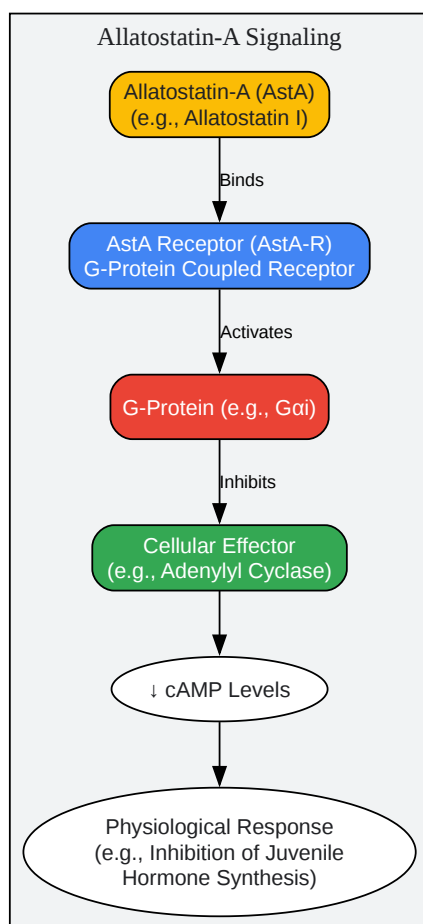 Allatostatin-A Signaling
Allatostatin-A (AstA)
(e.g., Allatostatin I)
Binds
AstA Receptor (AstA-R)
G-Protein Coupled Receptor
Activates
G-Protein (e.g., Gαi)
Inhibits
Cellular Effector
(e.g., Adenylyl Cyclase)
↓ cAMP Levels
Physiological Response
(e.g., Inhibition of Juvenile
Hormone Synthesis)